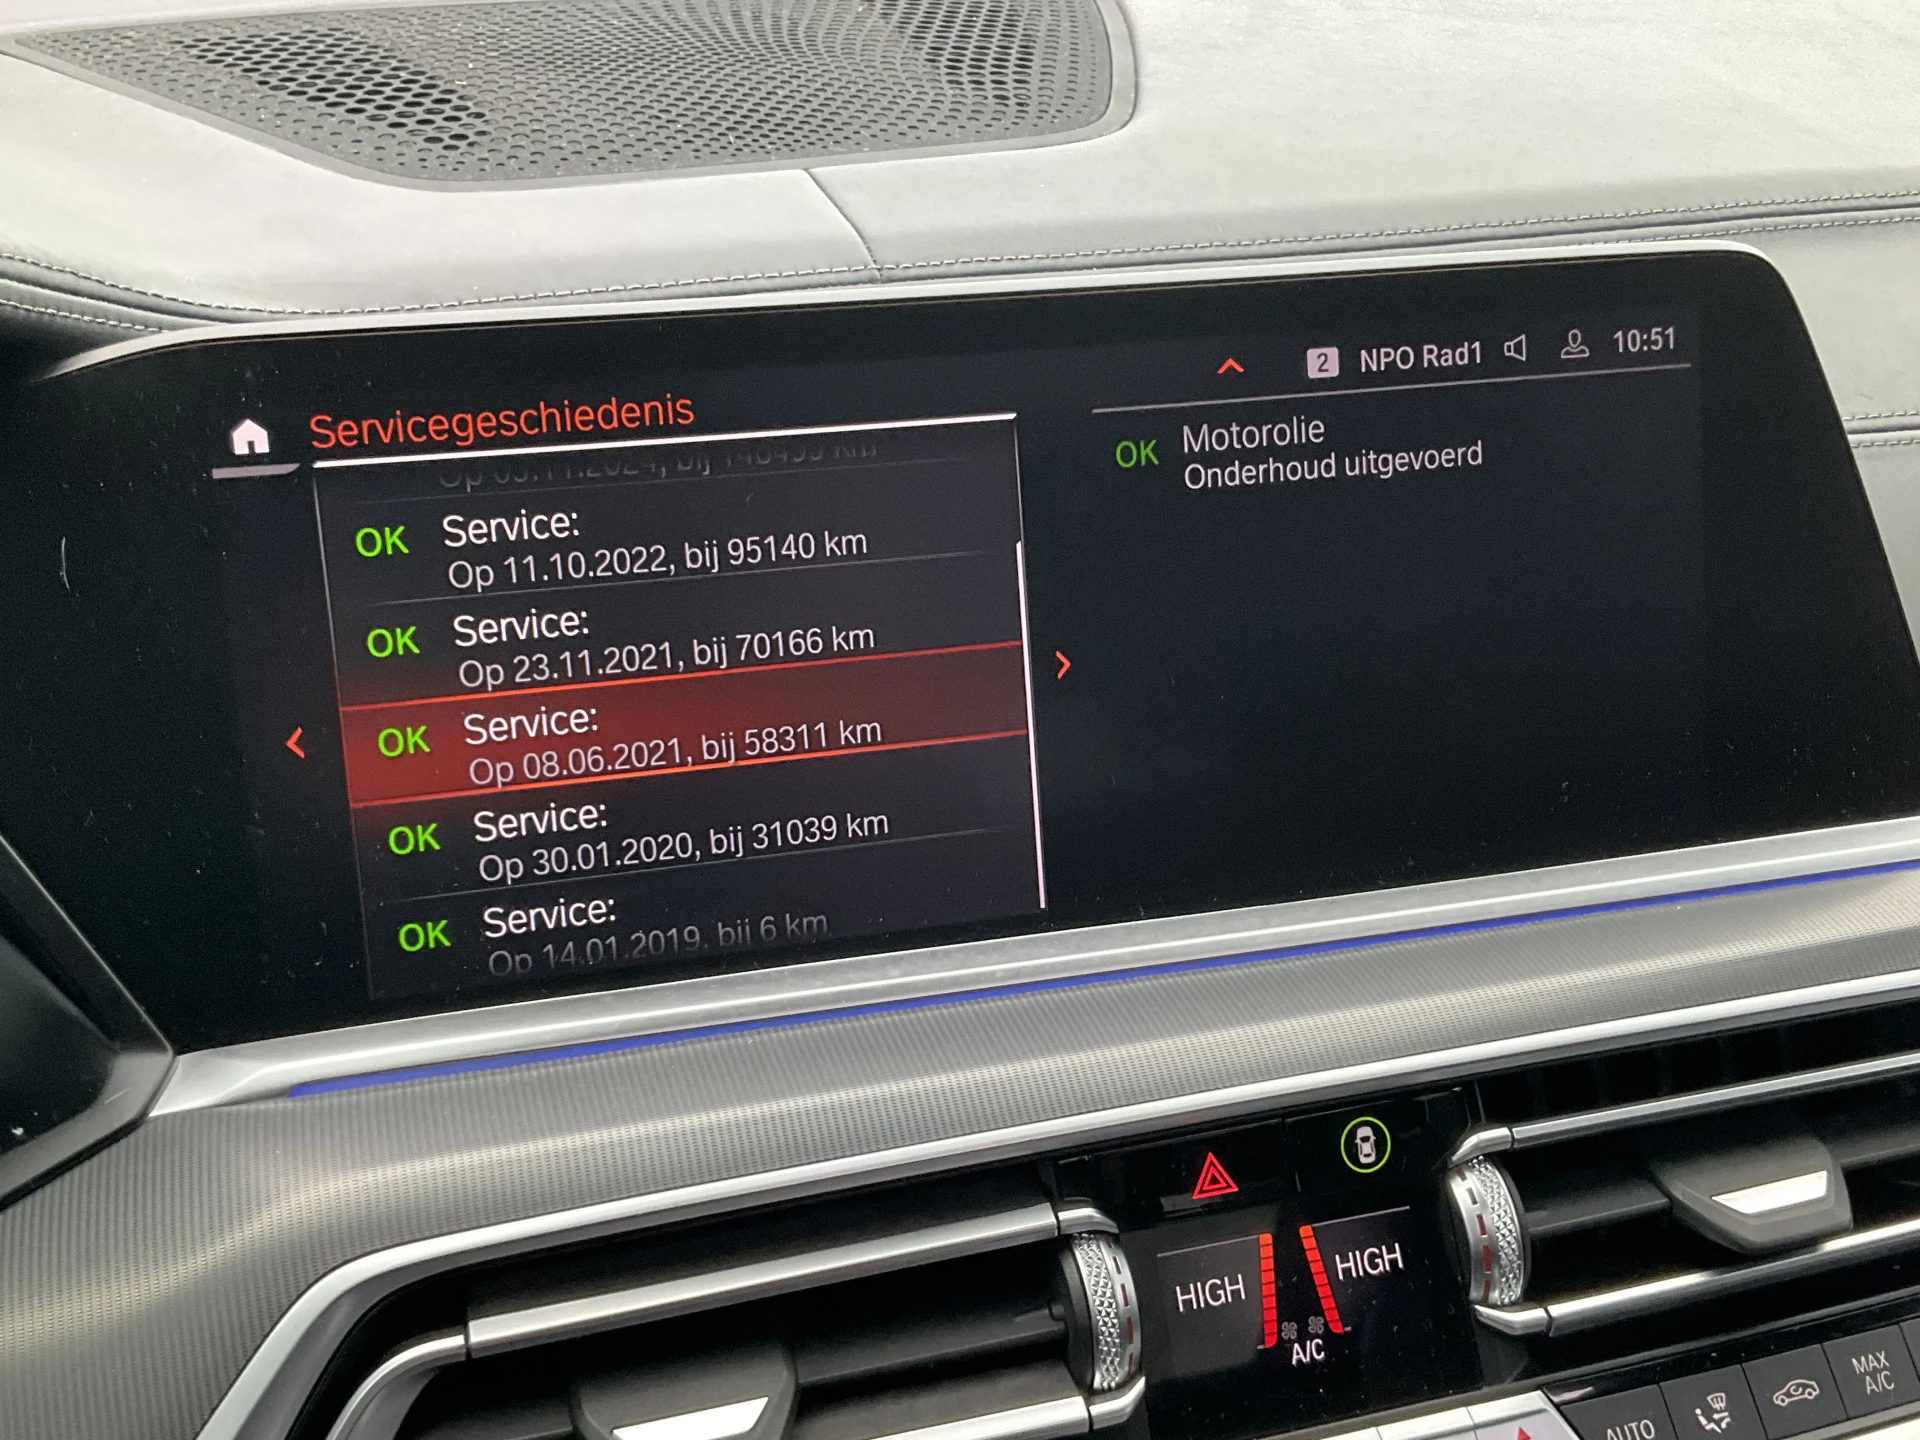 2 NPO Rad1 10:51
Servicegeschiedenis
OK Service:
Op 11.10.2022, bij 95140 km
OK Service:
Op 23.11.2021, bij 70166 km
OK Service:
Op 08.06.2021, bij 58311 km
OK Service:
Op 30.01.2020, bij 31039 km
OK Service:
Op 14.01.2019, bij 6 km
OK Motorolie
Onderhoud uitgevoerd
HIGH
HIGH
A/C
AUTO
MAX
A/C